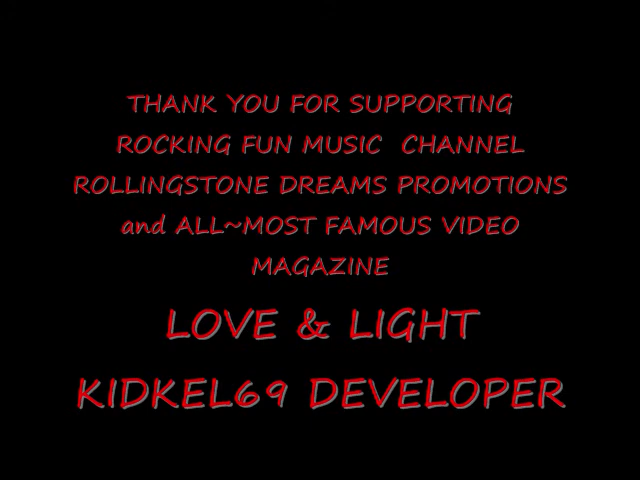 THANK YOU FOR SUPPORTING
ROCKING FUN MUSIC CHANNEL
ROLLINGSTONE DREAMS PROMOTIONS
and ALL~MOST FAMOUS VIDEO
MAGAZINE
LOVE & LIGHT
KIDKEL69 DEVELOPER